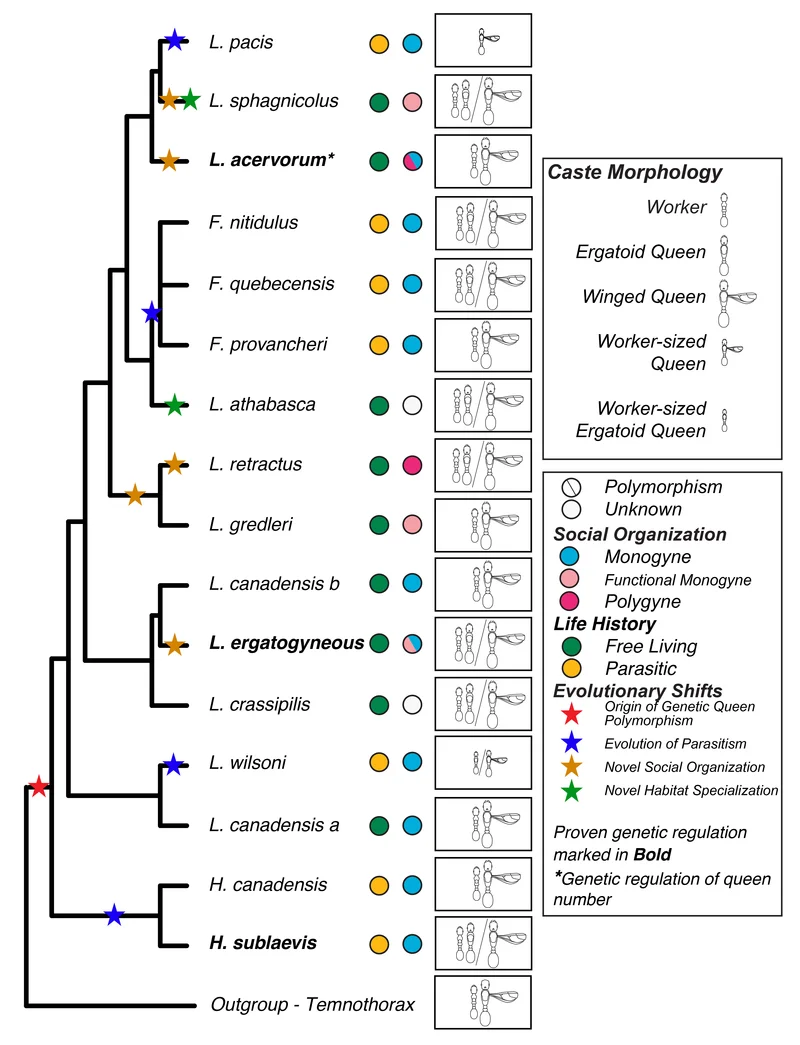 L. pacis
L. sphagnicolus
L. acervorum*
F. nitidulus
F. quebecensis
F. provancheri
L. athabasca
L. retractus
L. gredleri
L. canadensis b
L. ergatogyneous
L. crassipilis
L. wilsoni
L. canadensis a
H. canadensis
H. sublaevis
Outgroup - Temnothorax
Caste Morphology
Worker
Ergatoid Queen
Winged Queen
Worker-sized
Queen
Worker-sized
Ergatoid Queen
Polymorphism
Unknown
Social Organization
Monogyne
Functional Monogyne
Polygyne
Life History
Free Living
Parasitic
Evolutionary Shifts
Origin of Genetic Queen
Polymorphism
Evolution of Parasitism
Novel Social Organization
Novel Habitat Specialization
Proven genetic regulation
marked in Bold
*Genetic regulation of queen
number